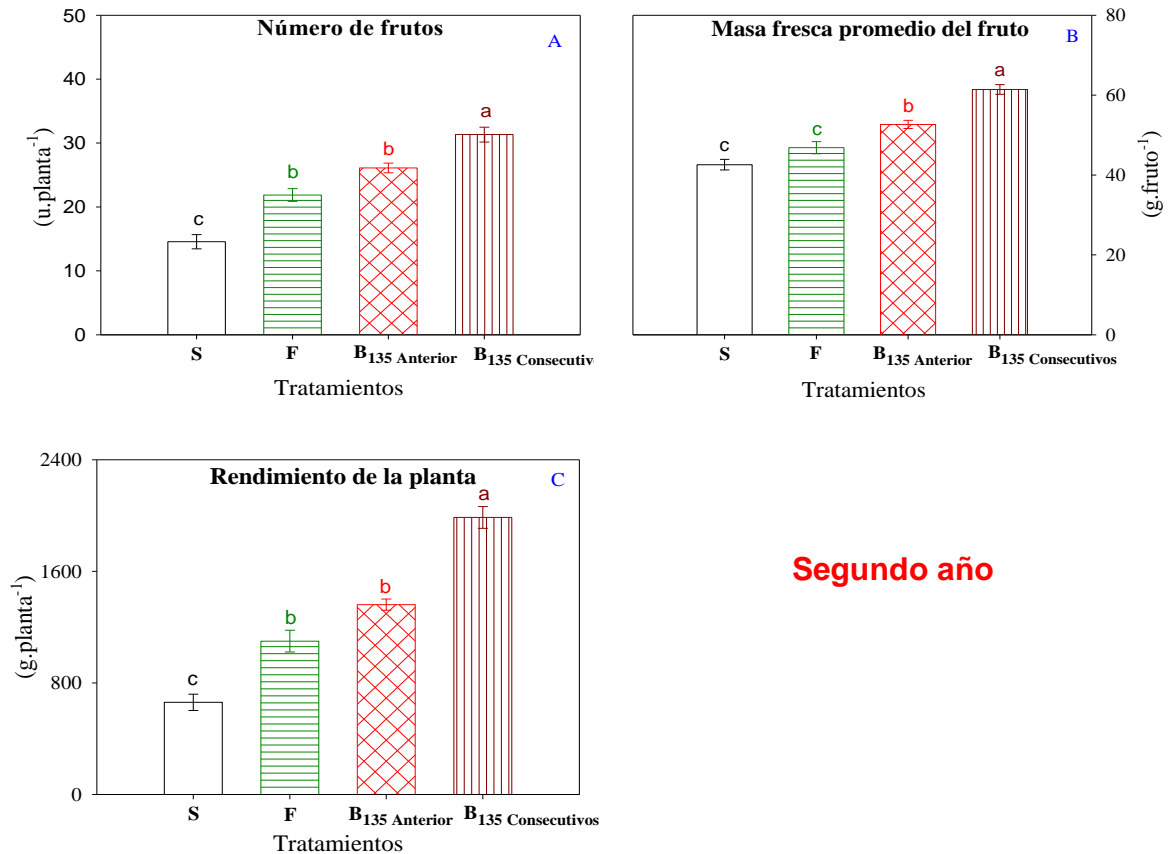 Número de frutos
A
50
40
30
20
10
0
(u.planta⁻¹)
c
b
b
a
S
F
B₁₃₅ Anterior
B₁₃₅ Consecutivo
Tratamientos
Masa fresca promedio del fruto
B
80
60
40
20
0
(g.fruto⁻¹)
c
c
b
a
S
F
B₁₃₅ Anterior
B₁₃₅ Consecutivos
Tratamientos
Rendimiento de la planta
C
2400
1600
800
0
(g.planta⁻¹)
c
b
b
a
S
F
B₁₃₅ Anterior
B₁₃₅ Consecutivos
Tratamientos
Segundo año